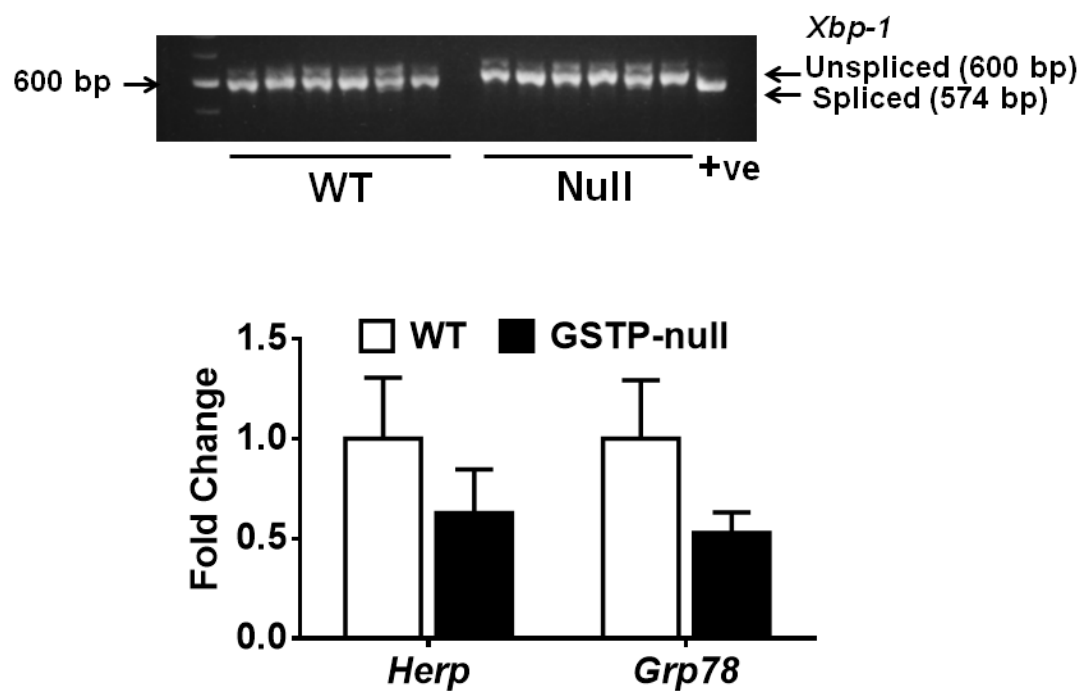 Xbp-1
600 bp
Unspliced (600 bp)
Spliced (574 bp)
WT
Null
+ve
WT
GSTP-null
1.5
1.0
0.5
0.0
Fold Change
Herp
Grp78